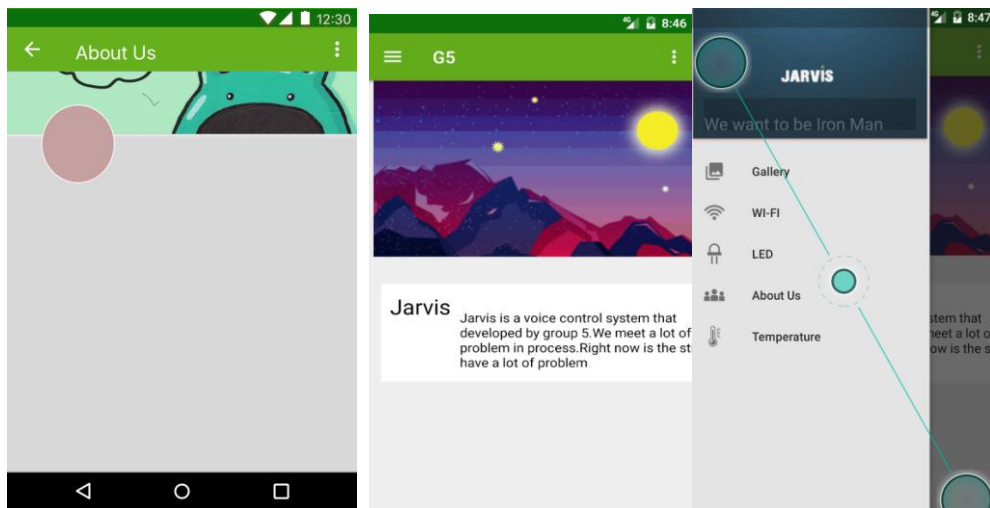 12:30
About Us
4G 8:46
G5
Jarvis
Jarvis is a voice control system that
developed by group 5.We meet a lot of
problem in process.Right now is the st
have a lot of problem
4G 8:47
JARVIS
We want to be Iron Man
Gallery
WI-FI
LED
About Us
Temperature
stem that
neet a lot o
ow is the s